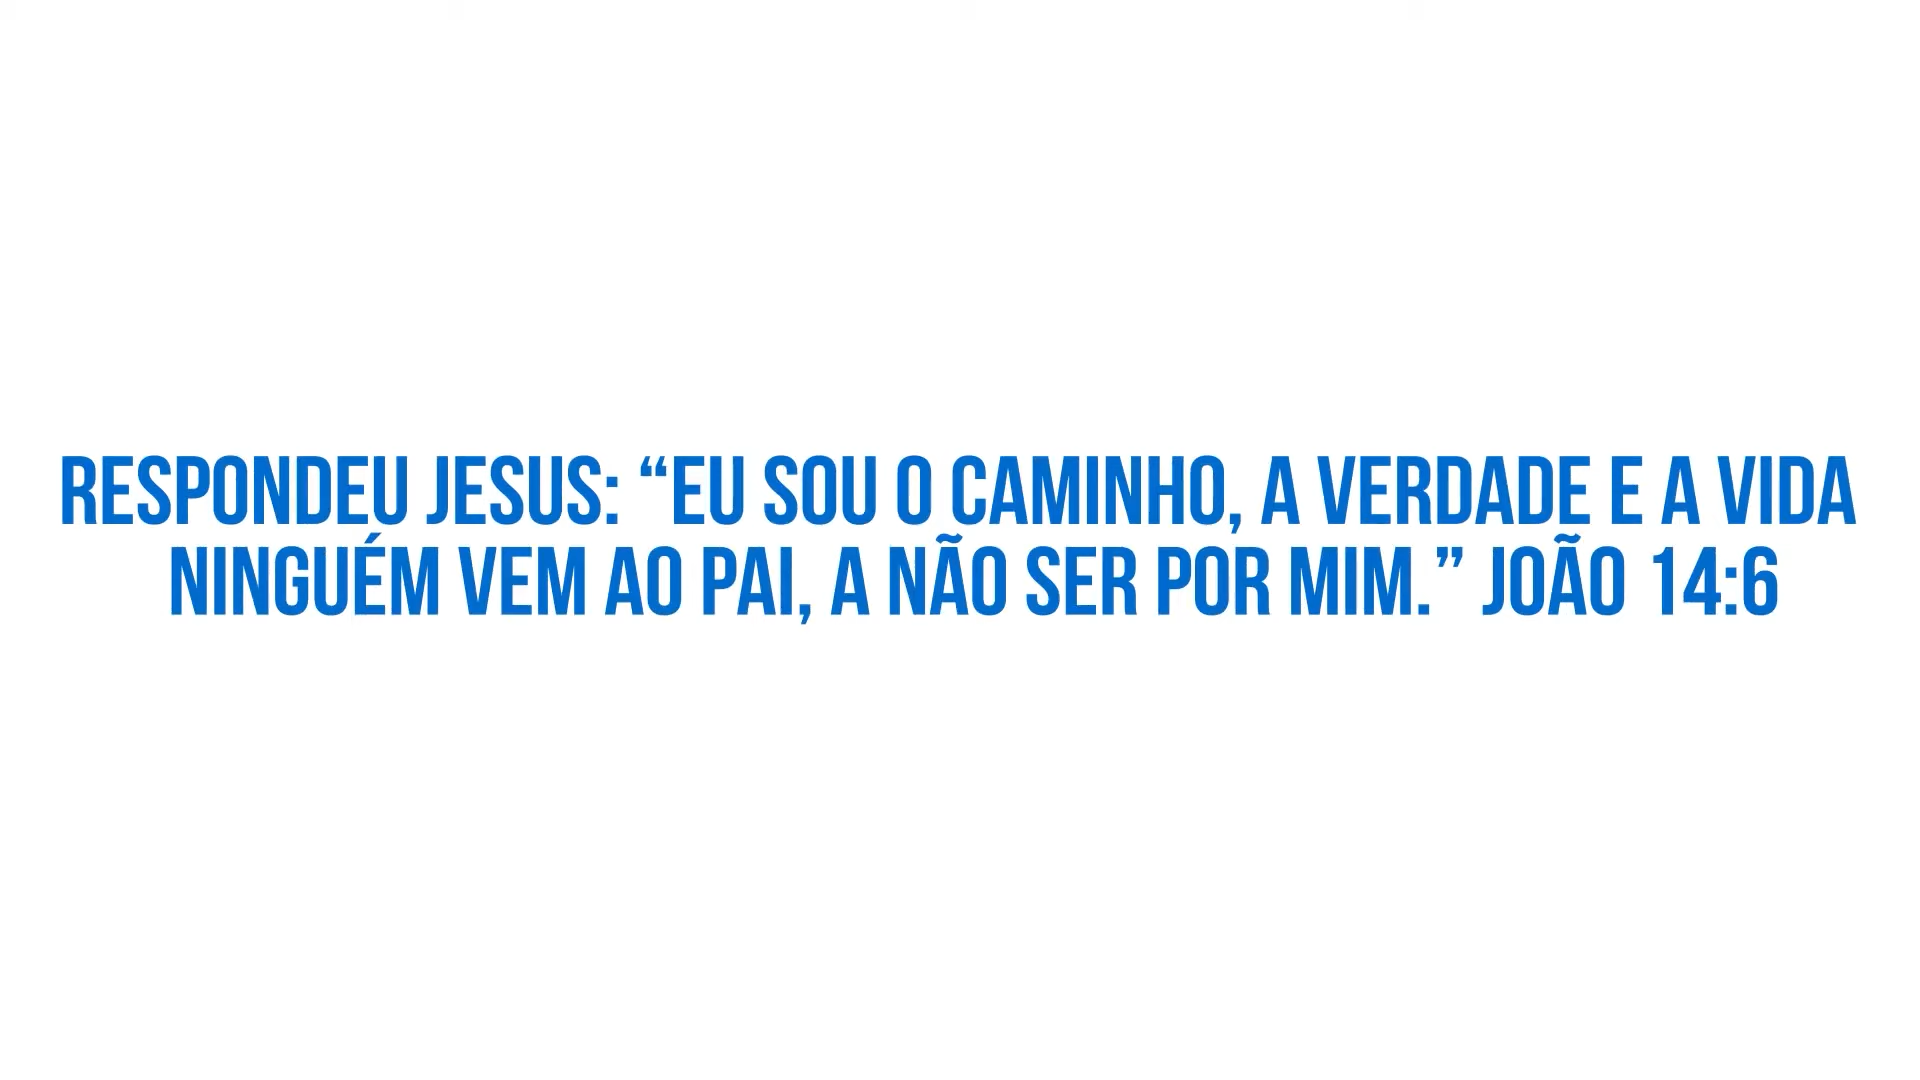 RESPONDEU JESUS: “EU SOU O CAMINHO, A VERDADE E A VIDA
NINGUÉM VEM AO PAI, A NÃO SER POR MIM.” JOÃO 14:6